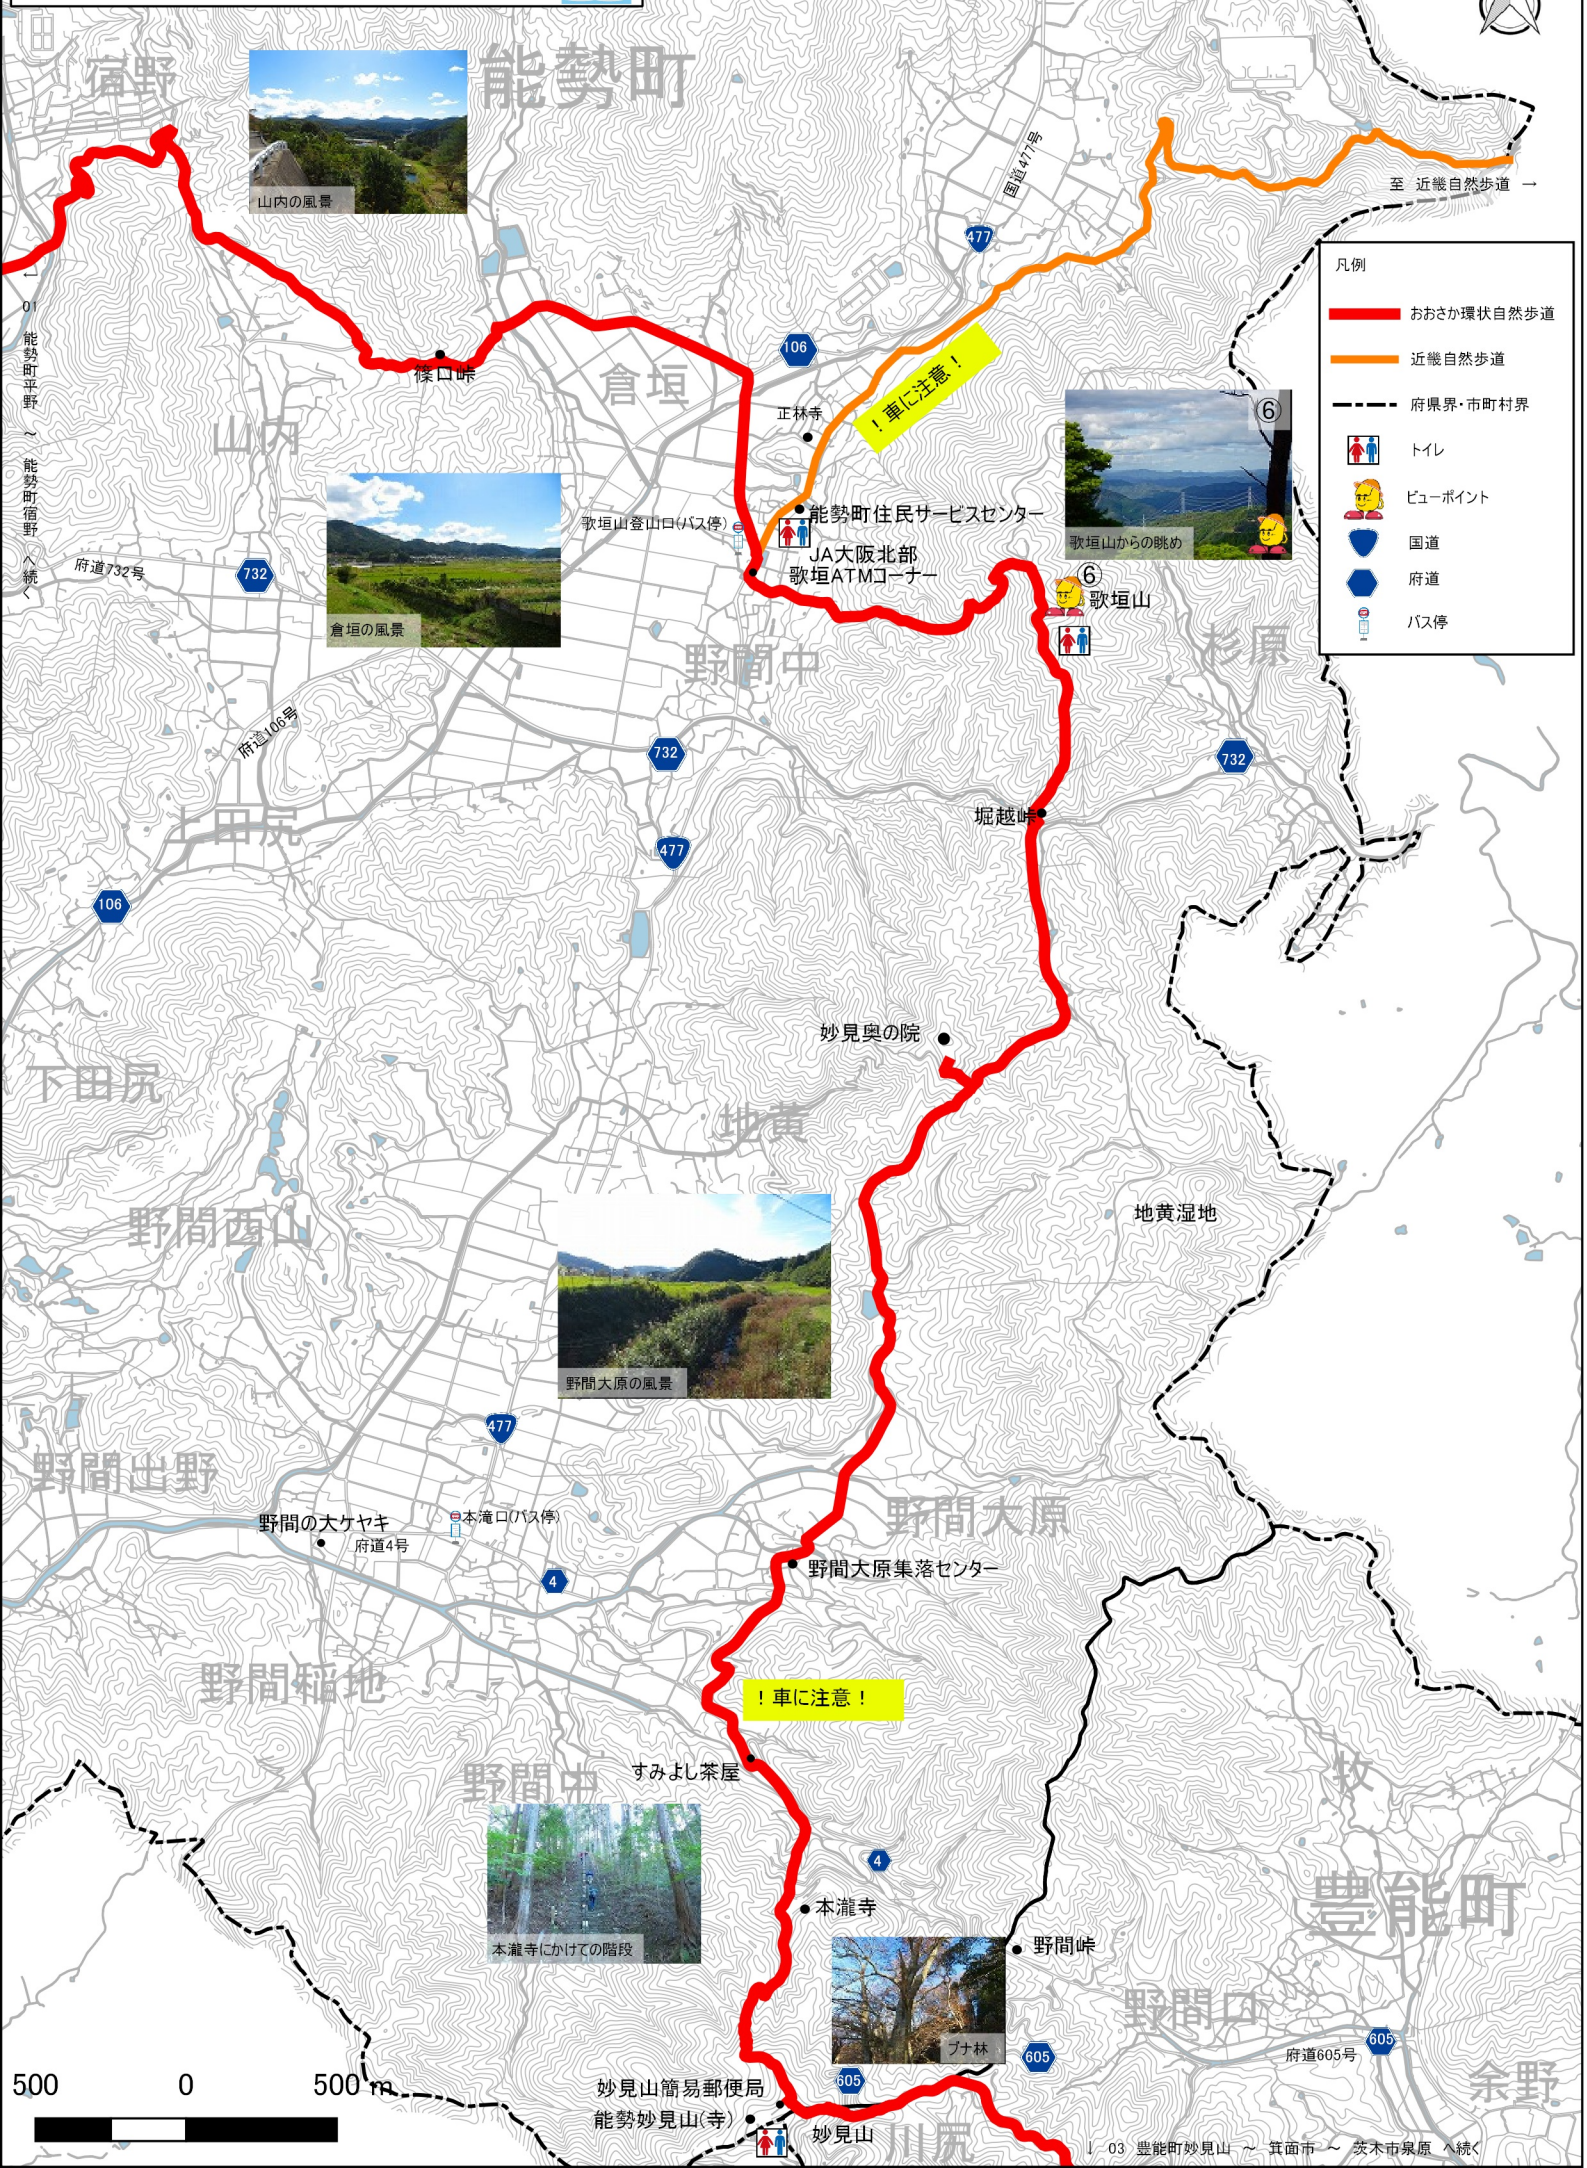 宿野
能勢町
山内の風景
国道477号
477
至 近畿自然歩道 →
凡例
おおさか環状自然歩道
近畿自然歩道
府県界・市町村界
トイレ
ビューポイント
国道
府道
バス停
← 01 能勢町平野 ~ 能勢町宿野 へ続く
篠口峠
倉垣
106
正林寺
!車に注意!
⑥
歌垣山からの眺め
山内
倉垣の風景
歌垣山登山口(バス停)
能勢町住民サービスセンター
JA大阪北部
歌垣ATMコーナー
府道732号
732
⑥
歌垣山
杉原
野間中
府道106号
732
732
堀越峠
上田尻
477
106
妙見奥の院
下田尻
地黄
地黄湿地
野間西山
野間大原の風景
477
野間出野
野間の大ケヤキ
府道4号
本滝口(バス停)
野間大原
4
野間大原集落センター
野間稲地
!車に注意!
すみよし茶屋
野間中
牧
4
本瀧寺にかけての階段
本瀧寺
豊能町
野間峠
野間口
ブナ林
605
605
府道605号
605
余野
500 0 500 m
妙見山簡易郵便局
能勢妙見山(寺)
妙見山
川尻
↓ 03 豊能町妙見山 ~ 箕面市 ~ 茨木市泉原 へ続く